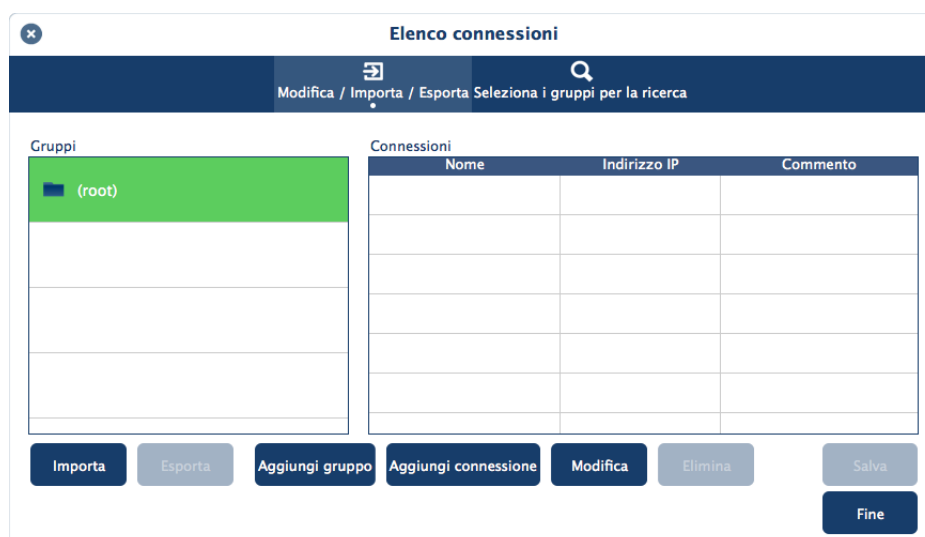 Elenco connessioni
Modifica / Importa / Esporta Seleziona i gruppi per la ricerca
Gruppi
Connessioni
Nome Indirizzo IP Commento
(root)
Importa Esporta Aggiungi gruppo Aggiungi connessione Modifica Elimina Salva
Fine